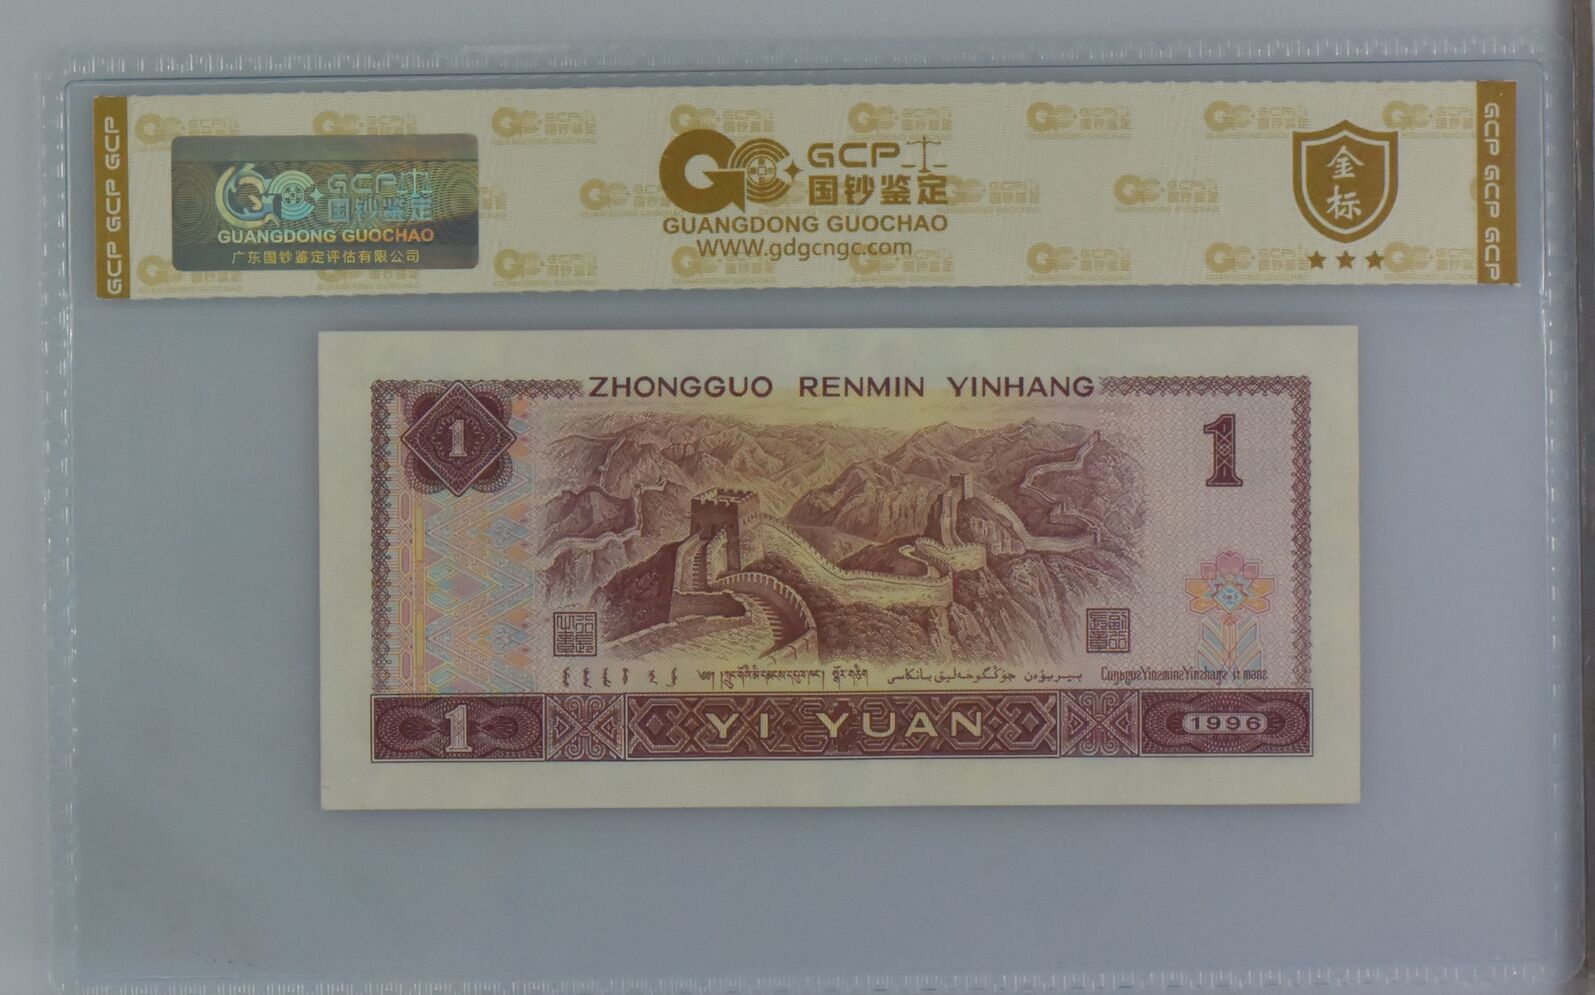 GCP GCP GCP
GCP
国钞鉴定
GUANGDONG GUOCHAO
广东国钞鉴定评估有限公司
GCP
国钞鉴定
GUANGDONG GUOCHAO
WWW.gdgcngc.com
金
标
GCP GCP GCP
ZHONGGUO RENMIN YINHANG
1
1
1
YI YUAN
1996